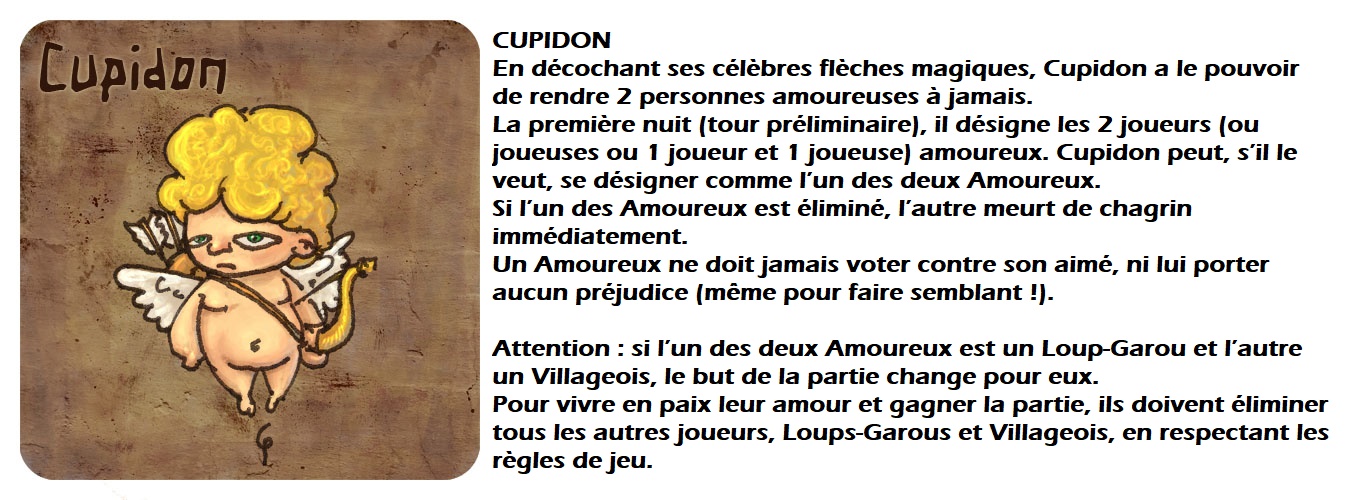 Cupidon
CUPIDON
En décochant ses célèbres flèches magiques, Cupidon a le pouvoir
de rendre 2 personnes amoureuses à jamais.
La première nuit (tour préliminaire), il désigne les 2 joueurs (ou
joueuses ou 1 joueur et 1 joueuse) amoureux. Cupidon peut, s’il le
veut, se désigner comme l’un des deux Amoureux.
Si l’un des Amoureux est éliminé, l’autre meurt de chagrin
immédiatement.
Un Amoureux ne doit jamais voter contre son aimé, ni lui porter
aucun préjudice (même pour faire semblant !).
Attention : si l’un des deux Amoureux est un Loup-Garou et l’autre
un Villageois, le but de la partie change pour eux.
Pour vivre en paix leur amour et gagner la partie, ils doivent éliminer
tous les autres joueurs, Loups-Garous et Villageois, en respectant les
règles de jeu.